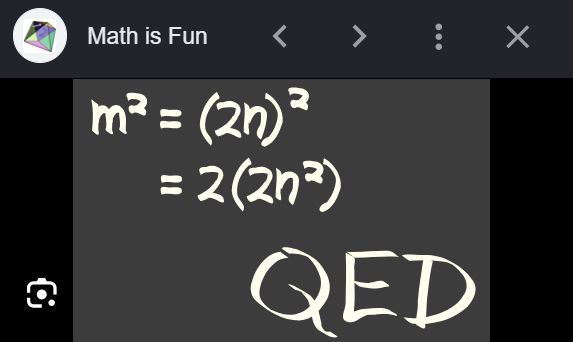 Math is Fun
m² = (2n)²
= 2(2n²)
QED